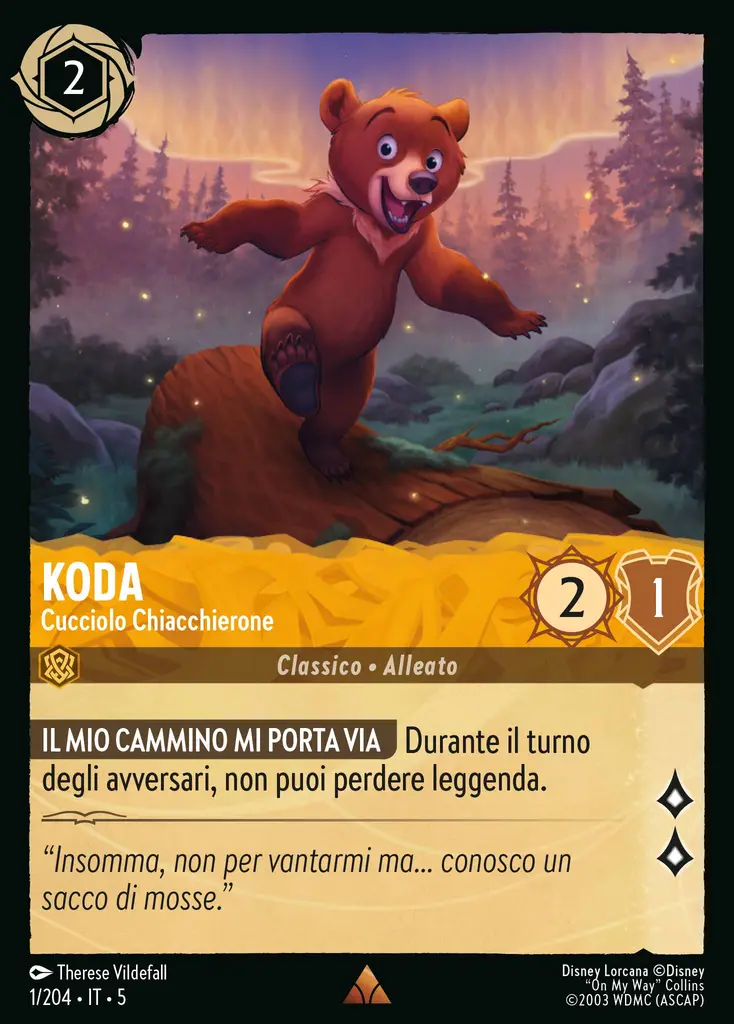 2
KODA
Cucciolo Chiacchierone
2
1
Classico • Alleato
IL MIO CAMMINO MI PORTA VIA Durante il turno
degli avversari, non puoi perdere leggenda.
“Insomma, non per vantarmi ma... conosco un
sacco di mosse.”
Therese Vildefall
1/204 • IT • 5
Disney Lorcana ©Disney
“On My Way” Collins
©2003 WDMC (ASCAP)